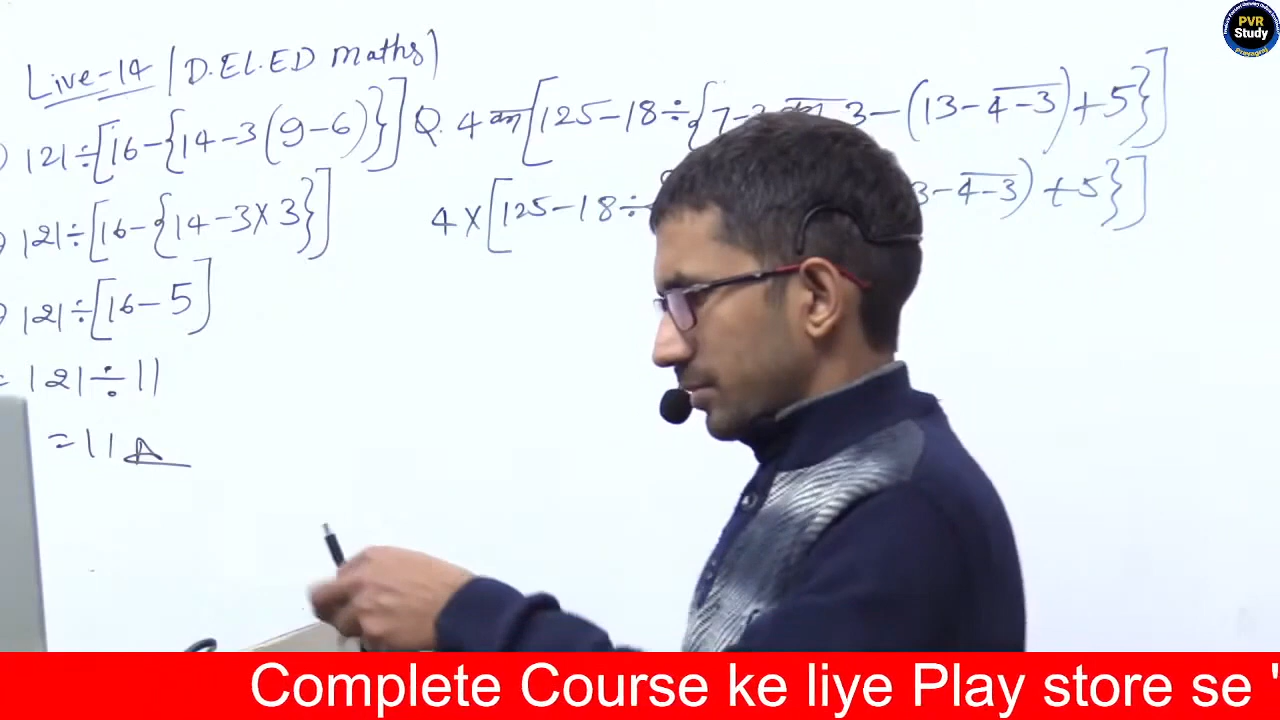 Live-14 / D.EL.ED Maths)
121÷[16-{14-3(9-6)}]
121÷[16-{14-3×3}]
121÷[16-5]
= 121÷11
= 11 A
Q. 4 का [125-18÷{7-3-(13-4-3)+5}]
4×[125-18÷3-4-3)+5}]
PVR
Study
Prayagraj
Complete Course ke liye Play store se '